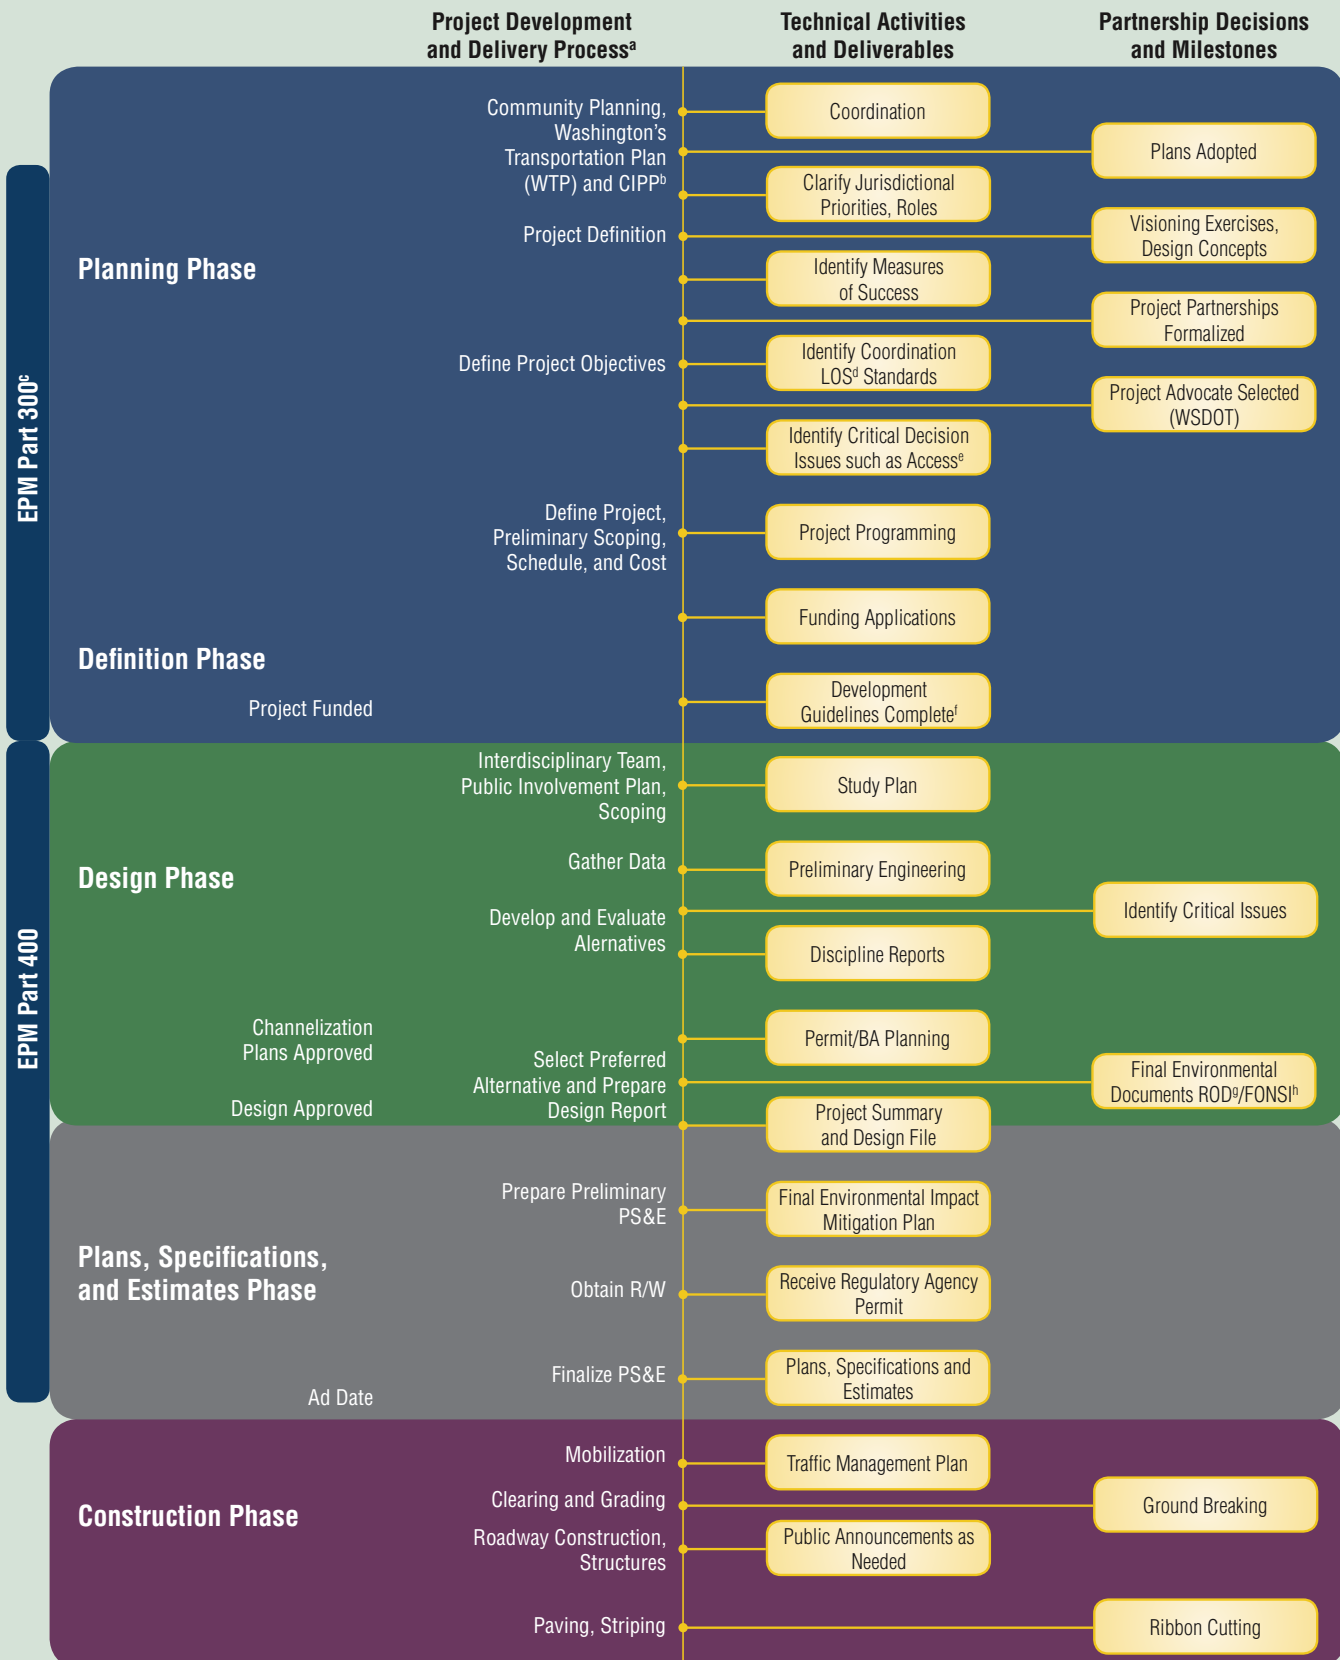 Project Development
and Delivery Processᵃ
Technical Activities
and Deliverables
Partnership Decisions
and Milestones
EPM Part 300ᶜ
Planning Phase
Community Planning,
Washington's
Transportation Plan
(WTP) and CIPPᵇ
Coordination
Plans Adopted
Clarify Jurisdictional
Priorities, Roles
Project Definition
Visioning Exercises,
Design Concepts
Identify Measures
of Success
Project Partnerships
Formalized
Define Project Objectives
Identify Coordination
LOSᵈ Standards
Project Advocate Selected
(WSDOT)
Identify Critical Decision
Issues such as Accessᵉ
Define Project,
Preliminary Scoping,
Schedule, and Cost
Project Programming
Funding Applications
Definition Phase
Project Funded
Development
Guidelines Completeᶠ
EPM Part 400
Design Phase
Interdisciplinary Team,
Public Involvement Plan,
Scoping
Study Plan
Gather Data
Preliminary Engineering
Identify Critical Issues
Develop and Evaluate
Alernatives
Discipline Reports
Channelization
Plans Approved
Permit/BA Planning
Select Preferred
Alternative and Prepare
Design Report
Final Environmental
Documents RODᵍ/FONSIʰ
Design Approved
Project Summary
and Design File
Plans, Specifications,
and Estimates Phase
Prepare Preliminary
PS&E
Final Environmental Impact
Mitigation Plan
Obtain R/W
Receive Regulatory Agency
Permit
Finalize PS&E
Plans, Specifications and
Estimates
Ad Date
Construction Phase
Mobilization
Traffic Management Plan
Clearing and Grading
Ground Breaking
Roadway Construction,
Structures
Public Announcements as
Needed
Paving, Striping
Ribbon Cutting